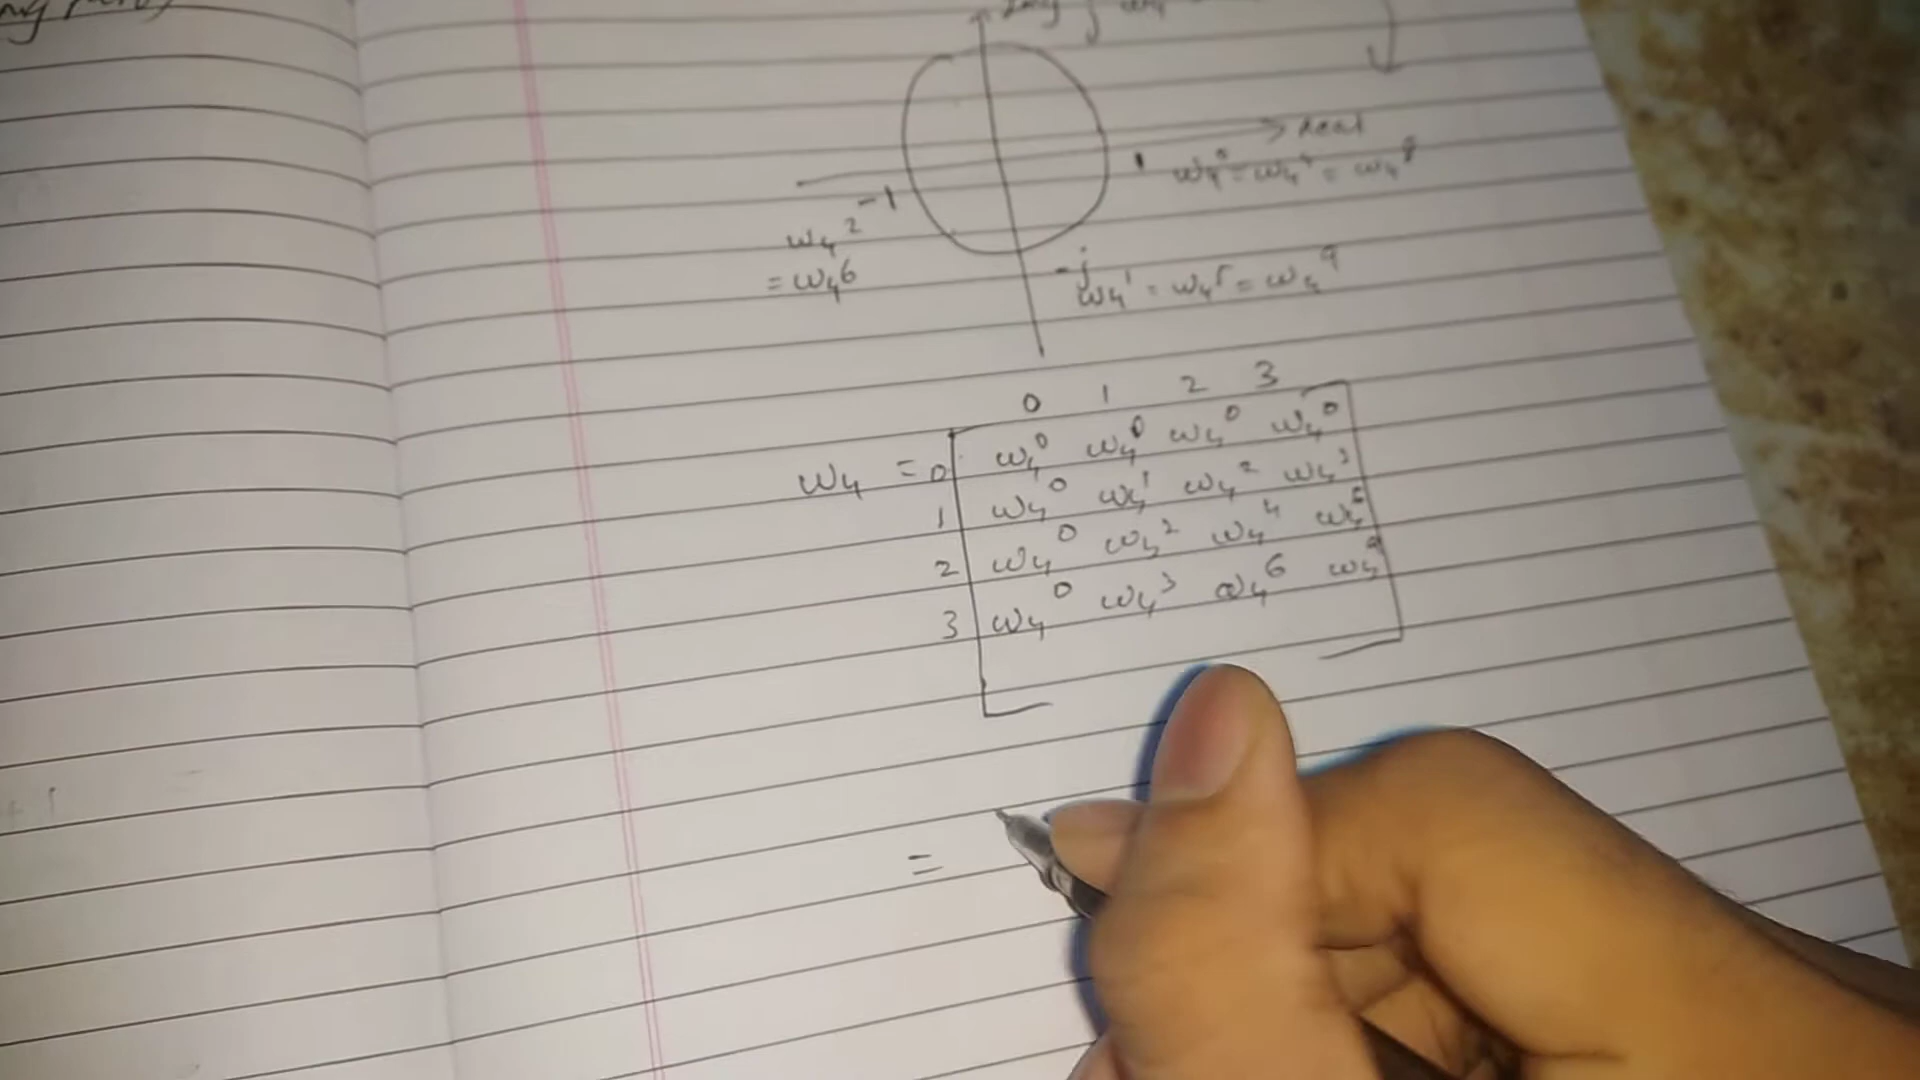 j
Real
1 w4^0 = w4^4 = w4^8
-1
w4^2
= w4^6
-j
w4^1 = w4^5 = w4^9
0 1 2 3
w4 = 0 w4^0 w4^0 w4^0 w4^0
1 w4^0 w4^1 w4^2 w4^3
2 w4^0 w4^2 w4^4 w4^6
3 w4^0 w4^3 w4^6 w4^9
=